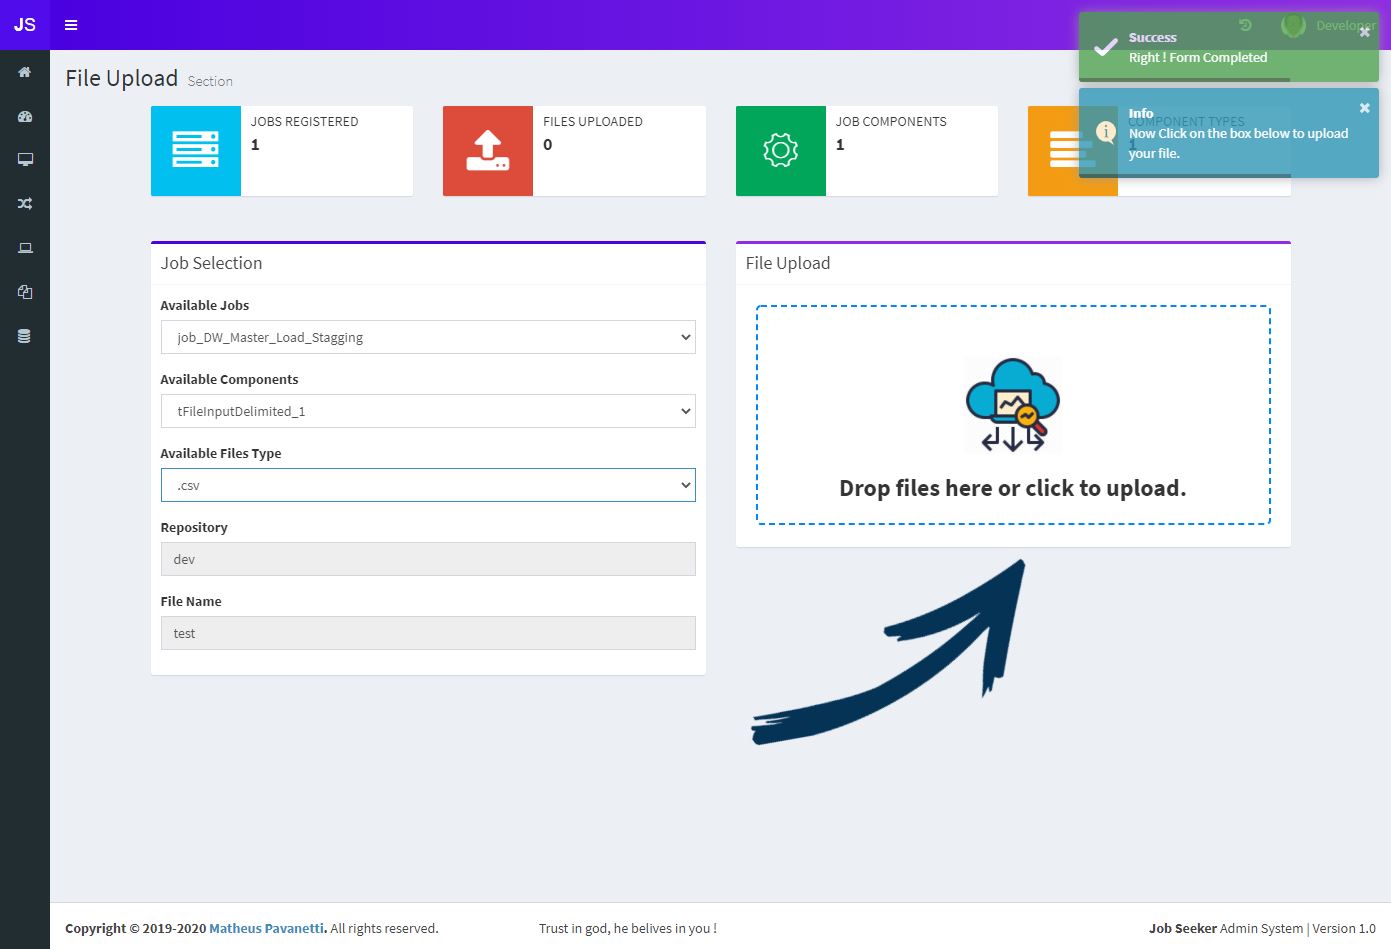 JS
Developer
Success
Right ! Form Completed
File Upload Section
Info
Now Click on the box below to upload
your file.
JOBS REGISTERED
1
FILES UPLOADED
0
JOB COMPONENTS
1
COMPONENT TYPES
1
Job Selection
Available Jobs
job_DW_Master_Load_Stagging
Available Components
tFileInputDelimited_1
Available Files Type
.csv
Repository
dev
File Name
test
File Upload
Drop files here or click to upload.
Copyright © 2019-2020 Matheus Pavanetti. All rights reserved.
Trust in god, he belives in you !
Job Seeker Admin System | Version 1.0